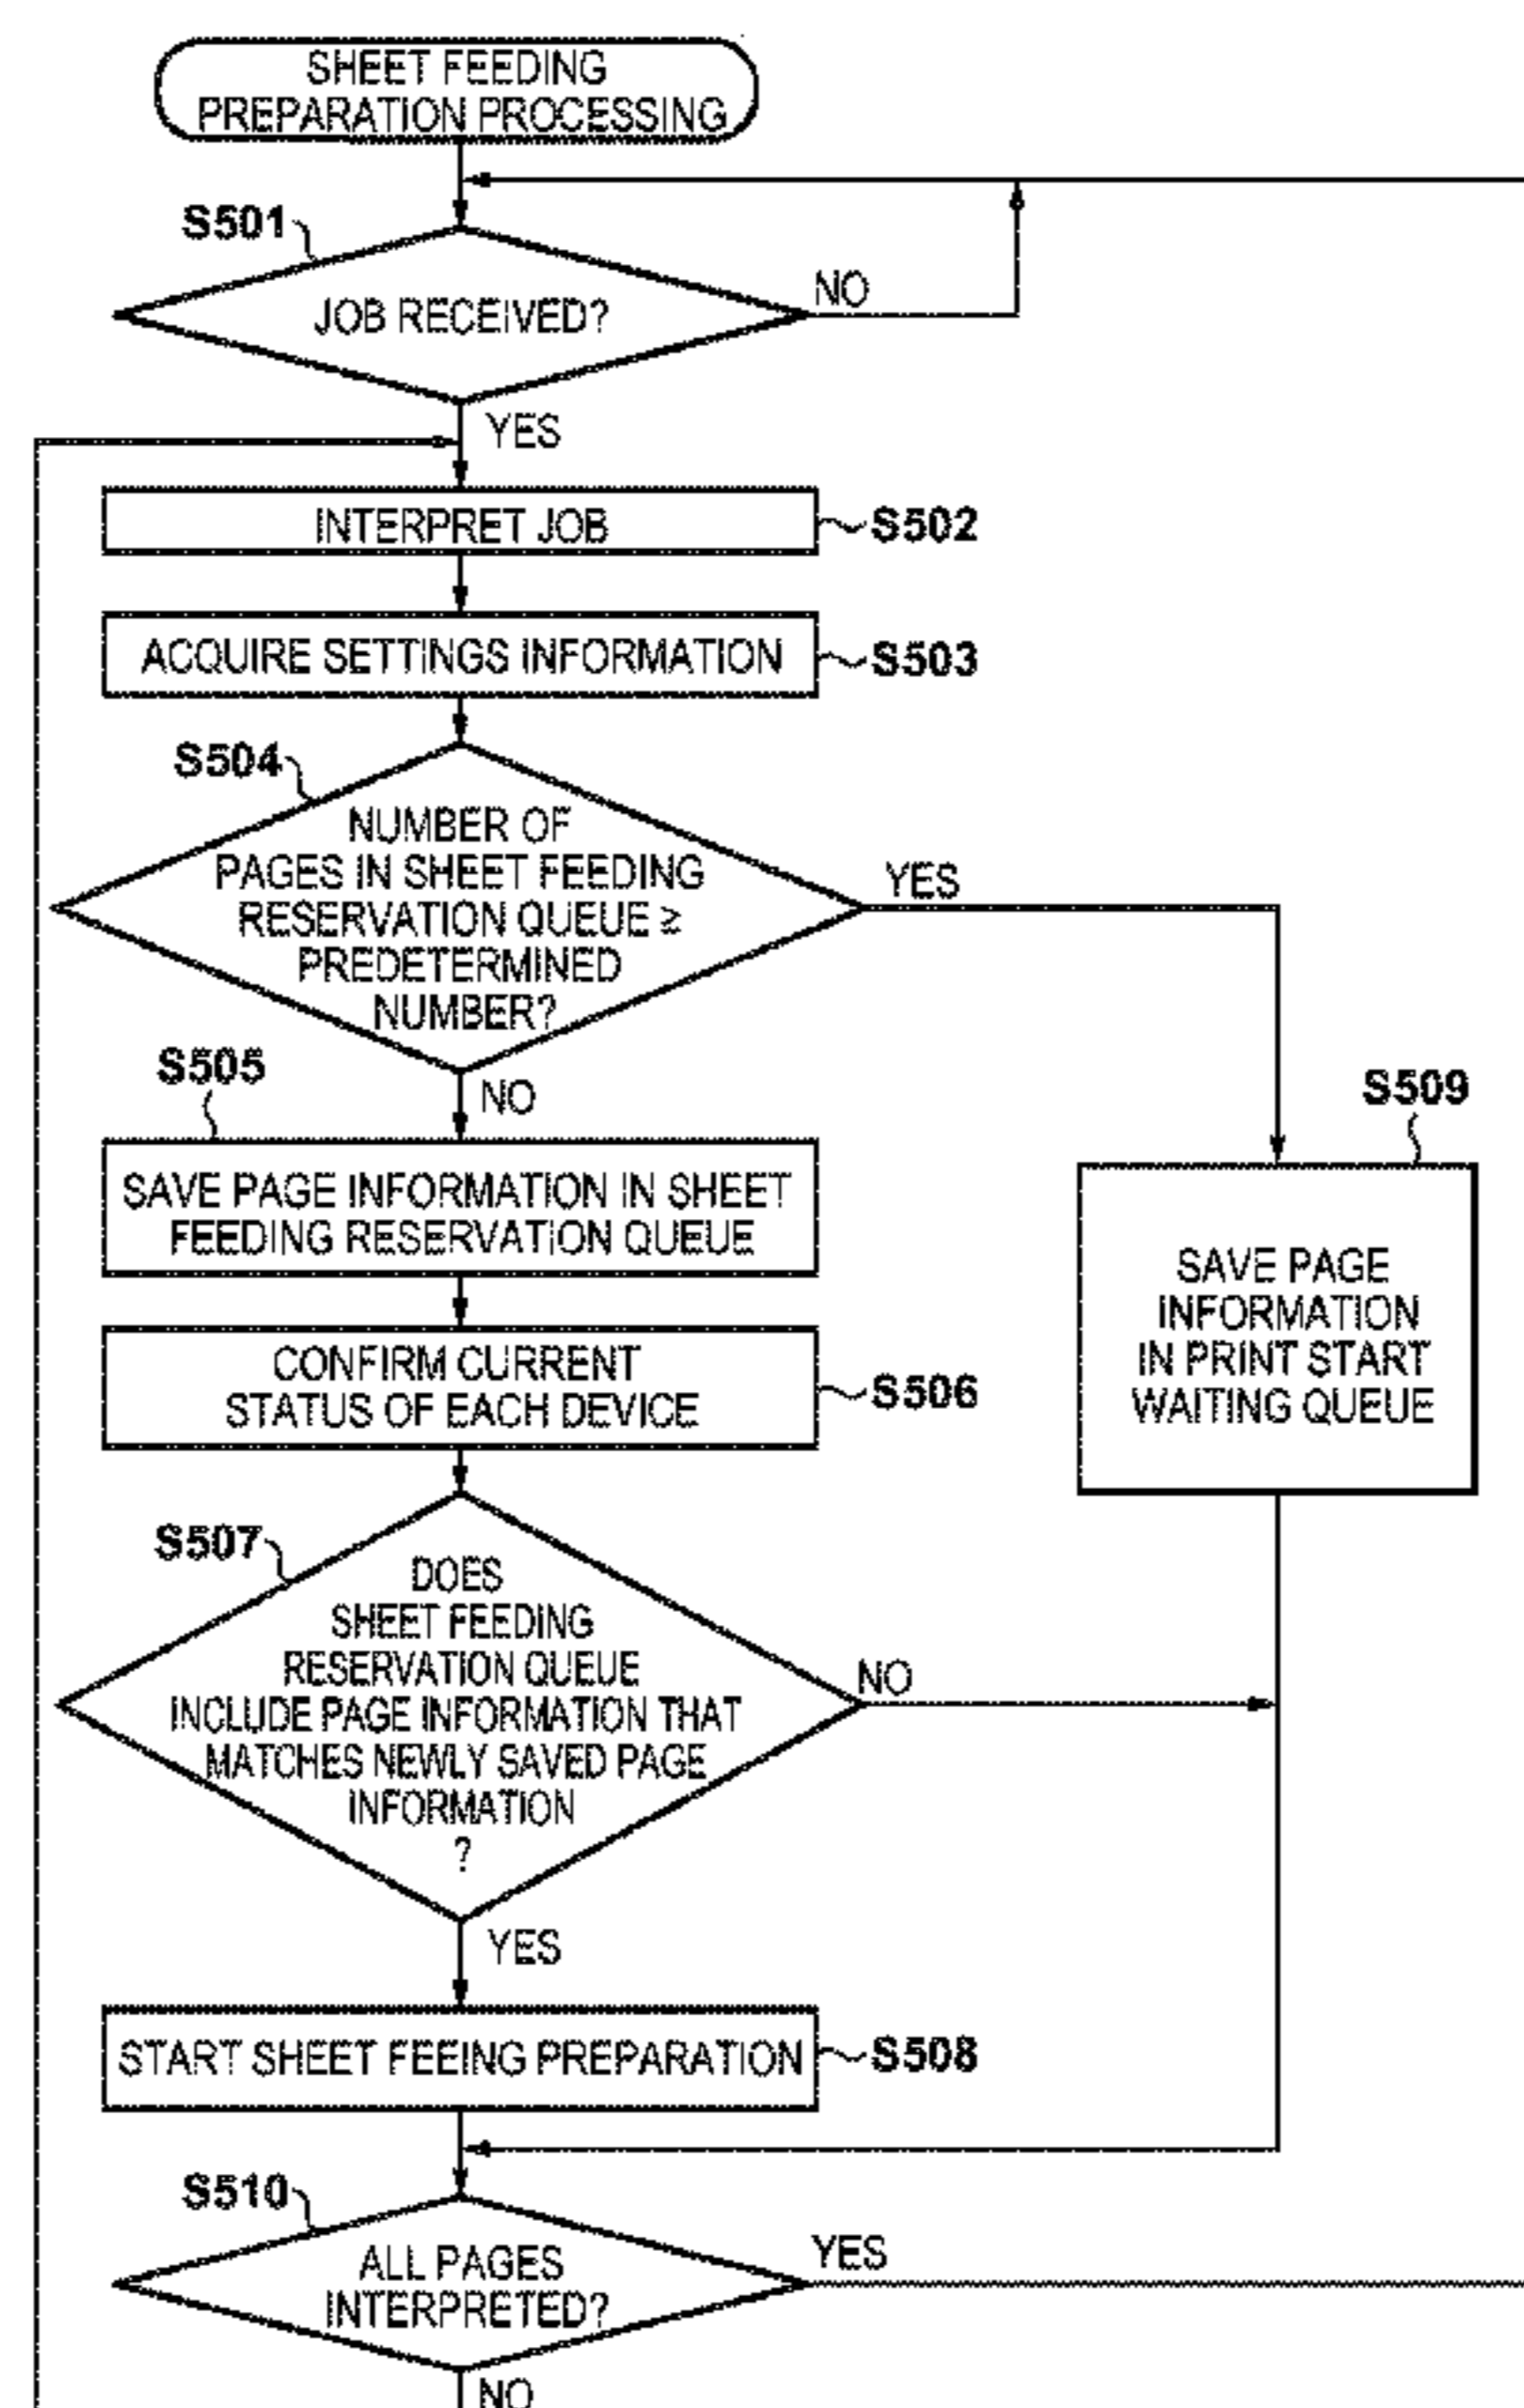 SHEET FEEDING
PREPARATION PROCESSING
S501
JOB RECEIVED?
NO
YES
INTERPRET JOB
S502
ACQUIRE SETTINGS INFORMATION
S503
S504
NUMBER OF
PAGES IN SHEET FEEDING
RESERVATION QUEUE ≥
PREDETERMINED
NUMBER?
YES
NO
S505
SAVE PAGE INFORMATION IN SHEET
FEEDING RESERVATION QUEUE
S509
SAVE PAGE
INFORMATION
IN PRINT START
WAITING QUEUE
CONFIRM CURRENT
STATUS OF EACH DEVICE
S506
S507
DOES
SHEET FEEDING
RESERVATION QUEUE
INCLUDE PAGE INFORMATION THAT
MATCHES NEWLY SAVED PAGE
INFORMATION
?
NO
YES
START SHEET FEEING PREPARATION
S508
S510
ALL PAGES
INTERPRETED?
YES
NO